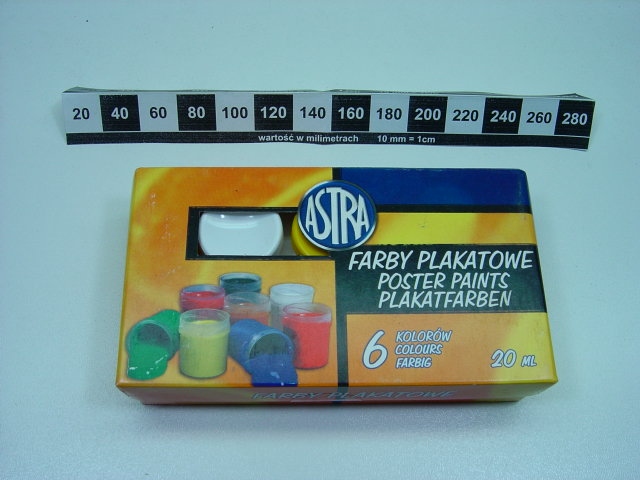 20 40 60 80 100 120 140 160 180 200 220 240 260 280
wartość w milimetrach 10 mm = 1cm
ASTRA
FARBY PLAKATOWE
POSTER PAINTS
PLAKATFARBEN
6 KOLORÓW
COLOURS
FARBIG
20 ML
FARBY PLAKATOWE